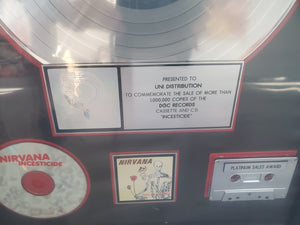 PRESENTED TO
UNI DISTRIBUTION
TO COMMEMORATE THE SALE OF MORE THAN
1,000,000 COPIES OF THE
DGC RECORDS
CASSETTE AND CD
"INCESTICIDE"
NIRVANA
INCESTICIDE
NIRVANA
PLATINUM SALES AWARD